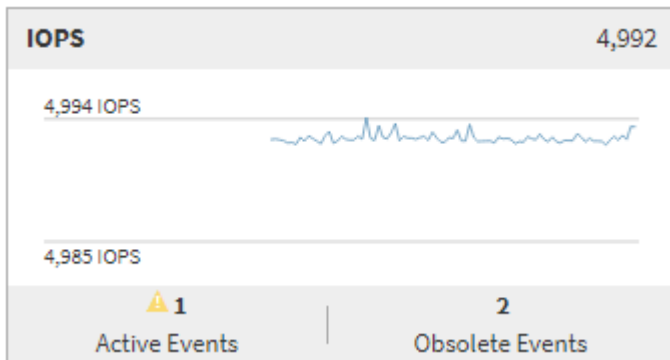 IOPS 4,992
4,994 IOPS
4,985 IOPS
1 2
Active Events Obsolete Events